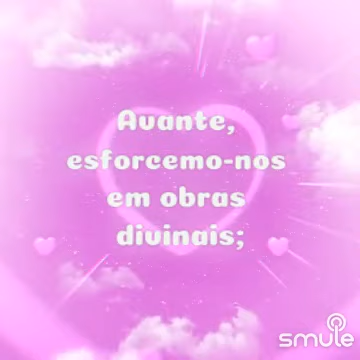 Avante,
esforcemo-nos
em obras
divinais;
smule